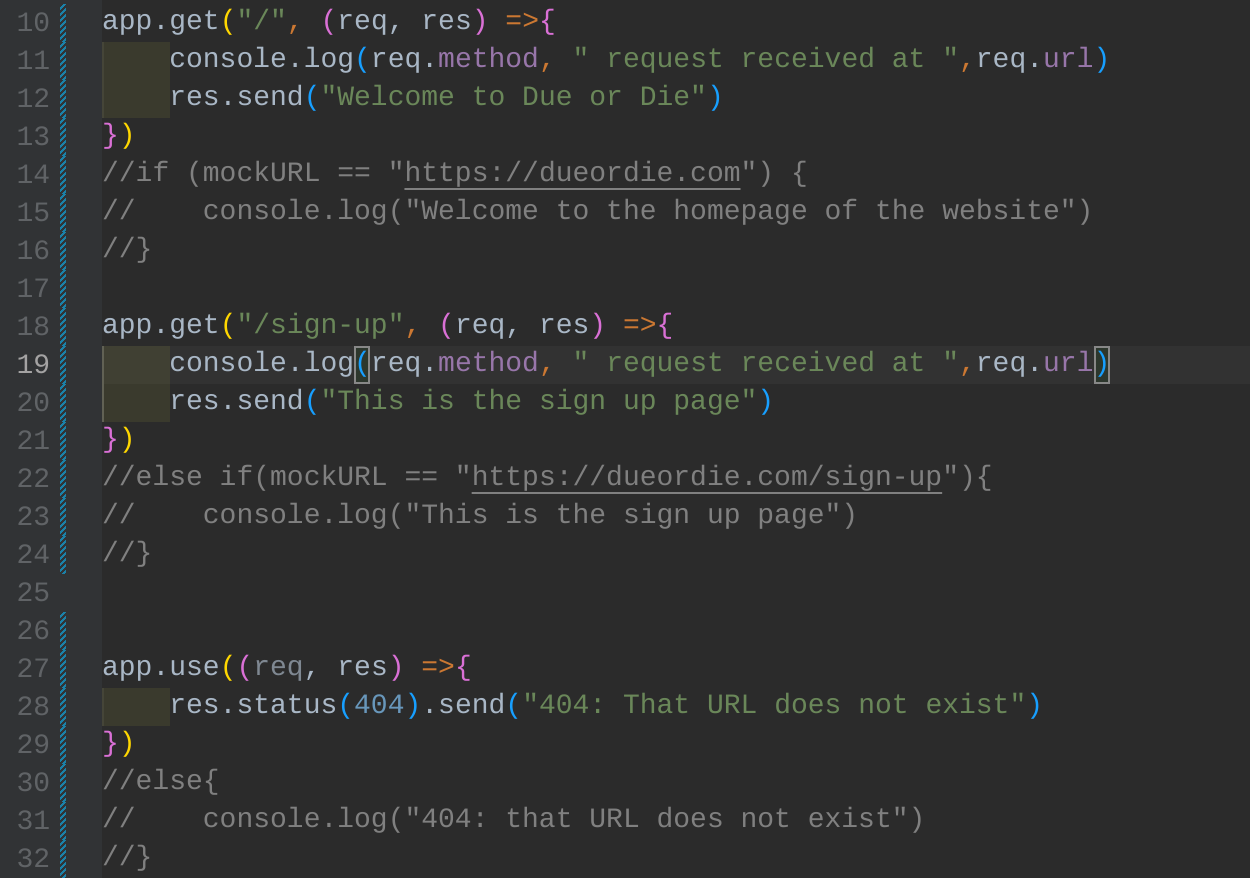 10 app.get("/", (req, res) =>{
11     console.log(req.method, " request received at ",req.url)
12     res.send("Welcome to Due or Die")
13 })
14 //if (mockURL == "https://dueordie.com") {
15 //    console.log("Welcome to the homepage of the website")
16 //}
17
18 app.get("/sign-up", (req, res) =>{
19     console.log(req.method, " request received at ",req.url)
20     res.send("This is the sign up page")
21 })
22 //else if(mockURL == "https://dueordie.com/sign-up"){
23 //    console.log("This is the sign up page")
24 //}
25
26
27 app.use((req, res) =>{
28     res.status(404).send("404: That URL does not exist")
29 })
30 //else{
31 //    console.log("404: that URL does not exist")
32 //}